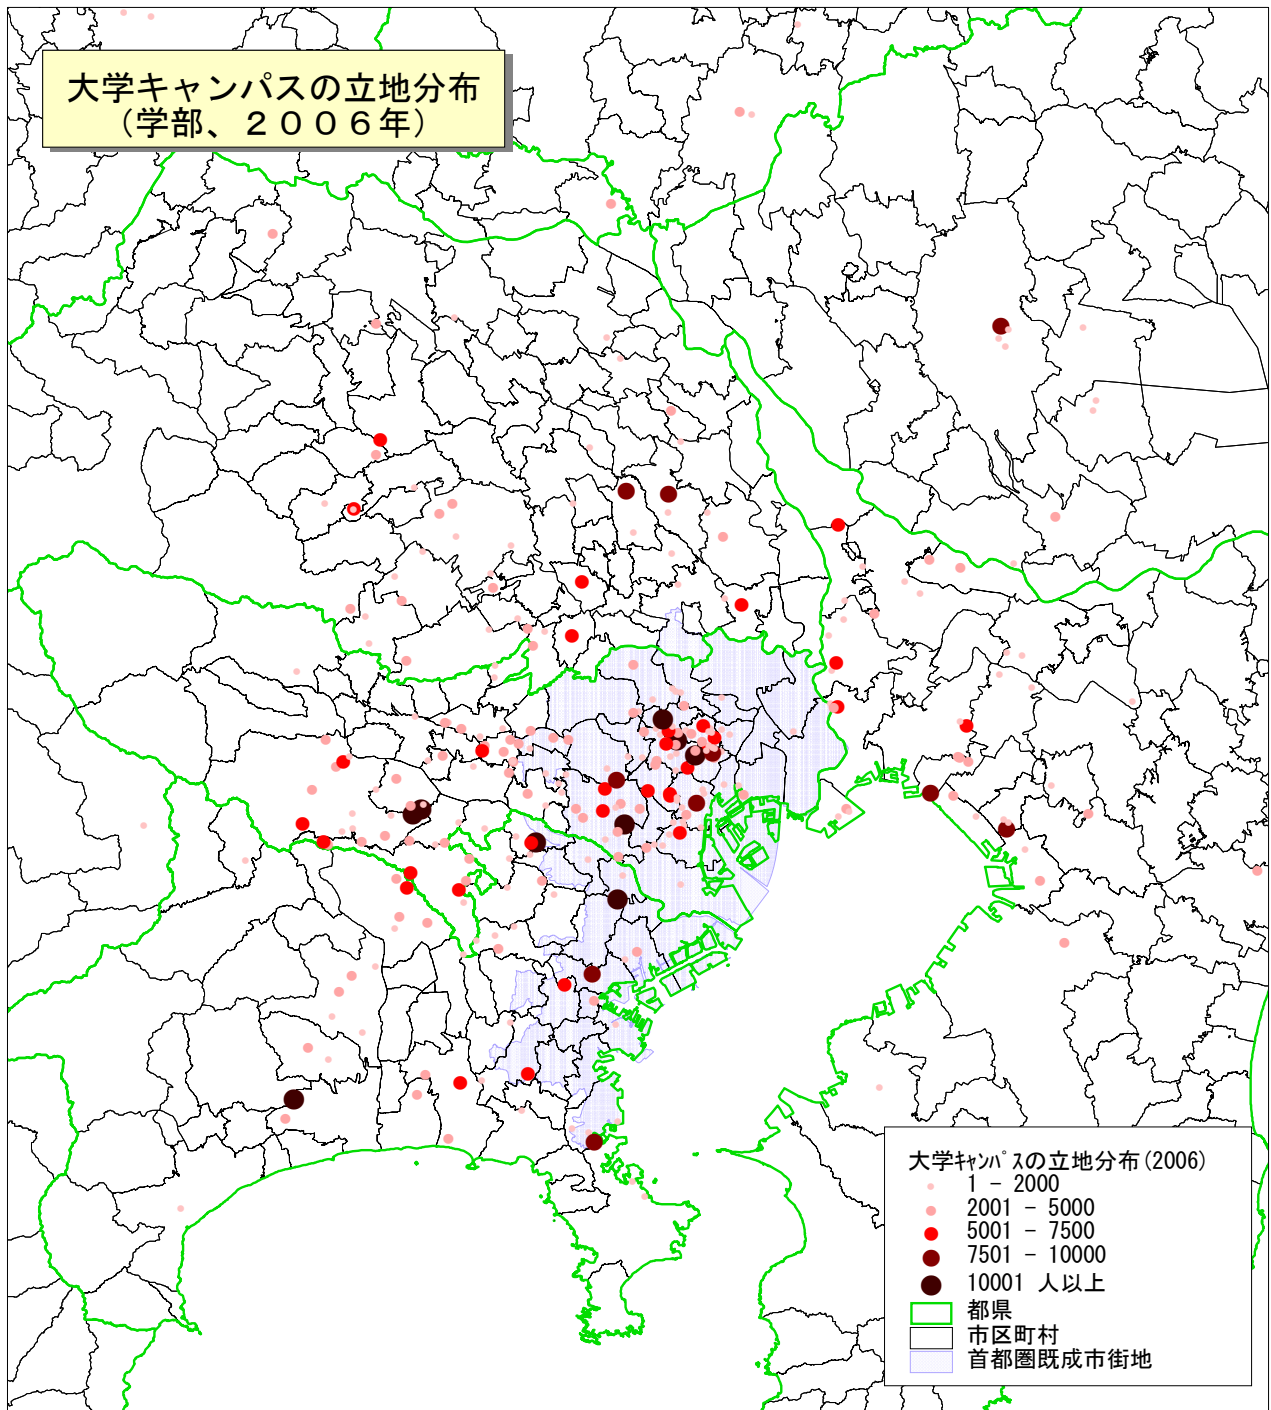 大学キャンパスの立地分布
（学部、２００６年）
大学ｷｬﾝﾊﾟｽの立地分布(2006)
1 - 2000
2001 - 5000
5001 - 7500
7501 - 10000
10001 人以上
都県
市区町村
首都圏既成市街地